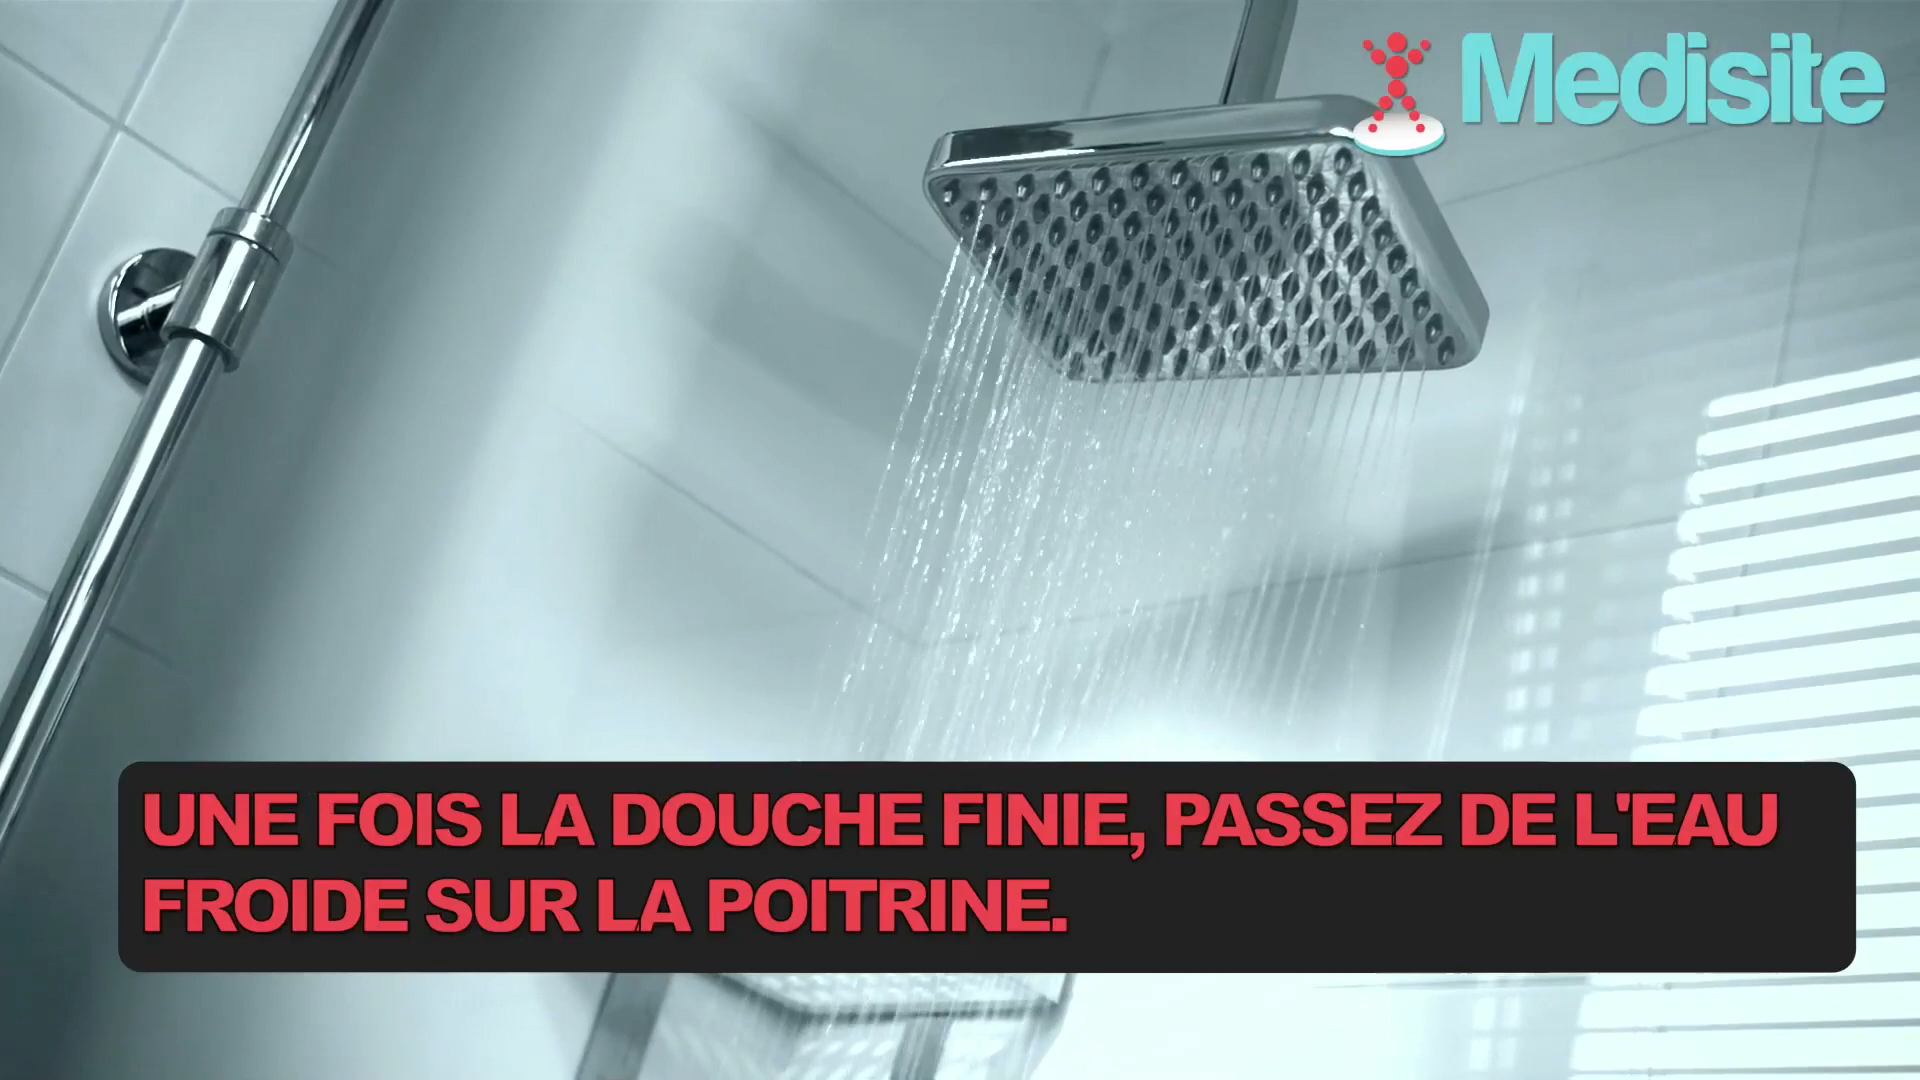 Medisite
UNE FOIS LA DOUCHE FINIE, PASSEZ DE L'EAU
FROIDE SUR LA POITRINE.